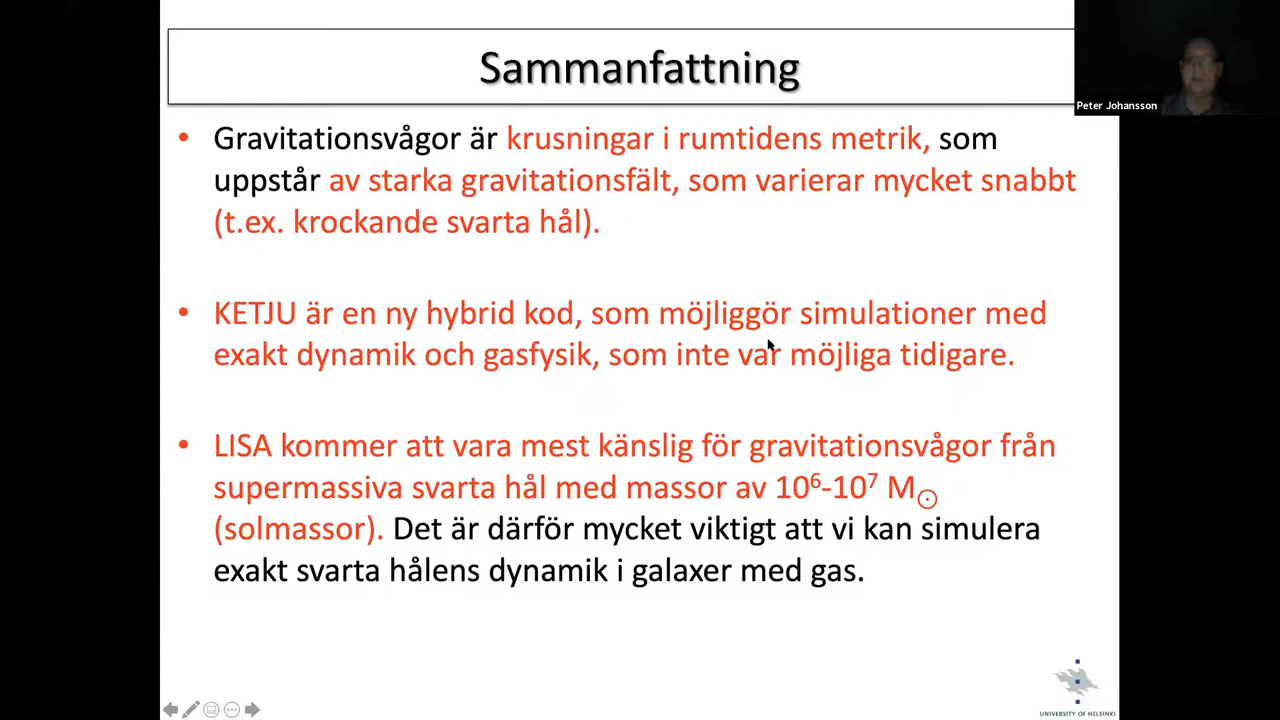 Sammanfattning
Peter Johansson
• Gravitationsvågor är krusningar i rumtidens metrik, som
uppstår av starka gravitationsfält, som varierar mycket snabbt
(t.ex. krockande svarta hål).
• KETJU är en ny hybrid kod, som möjliggör simulationer med
exakt dynamik och gasfysik, som inte var möjliga tidigare.
• LISA kommer att vara mest känslig för gravitationsvågor från
supermassiva svarta hål med massor av 10⁶-10⁷ M☉
(solmassor). Det är därför mycket viktigt att vi kan simulera
exakt svarta hålens dynamik i galaxer med gas.
UNIVERSITY OF HELSINKI